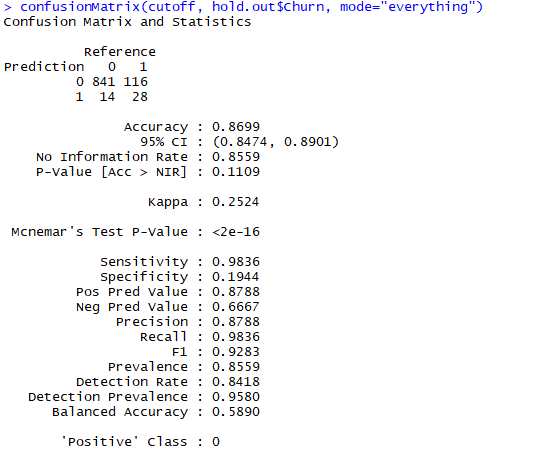 > confusionMatrix(cutoff, hold.out$Churn, mode="everything")
Confusion Matrix and Statistics
Reference
Prediction 0 1
0 841 116
1 14 28
Accuracy : 0.8699
95% CI : (0.8474, 0.8901)
No Information Rate : 0.8559
P-Value [Acc > NIR] : 0.1109
Kappa : 0.2524
Mcnemar's Test P-Value : <2e-16
Sensitivity : 0.9836
Specificity : 0.1944
Pos Pred Value : 0.8788
Neg Pred Value : 0.6667
Precision : 0.8788
Recall : 0.9836
F1 : 0.9283
Prevalence : 0.8559
Detection Rate : 0.8418
Detection Prevalence : 0.9580
Balanced Accuracy : 0.5890
'Positive' Class : 0